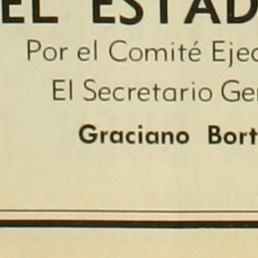 EL ESTAD
Por el Comité Ejec
El Secretario Ger
Graciano Bort